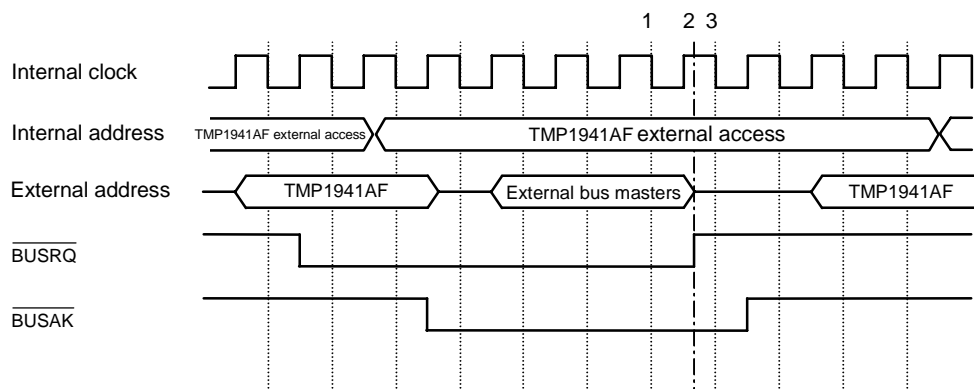 1 2 3
Internal clock
Internal address TMP1941AF external access TMP1941AF external access
External address TMP1941AF External bus masters TMP1941AF
BUSRQ
BUSAK